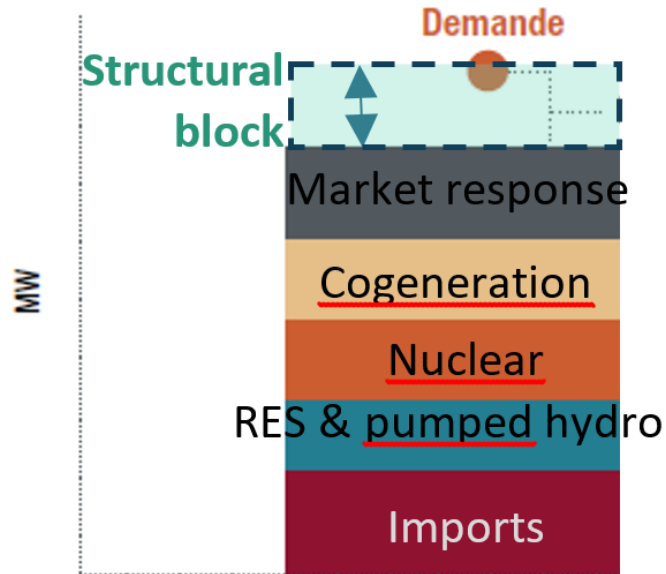 Demande
Structural
block
Market response
Cogeneration
MW
Nuclear
RES & pumped hydro
Imports